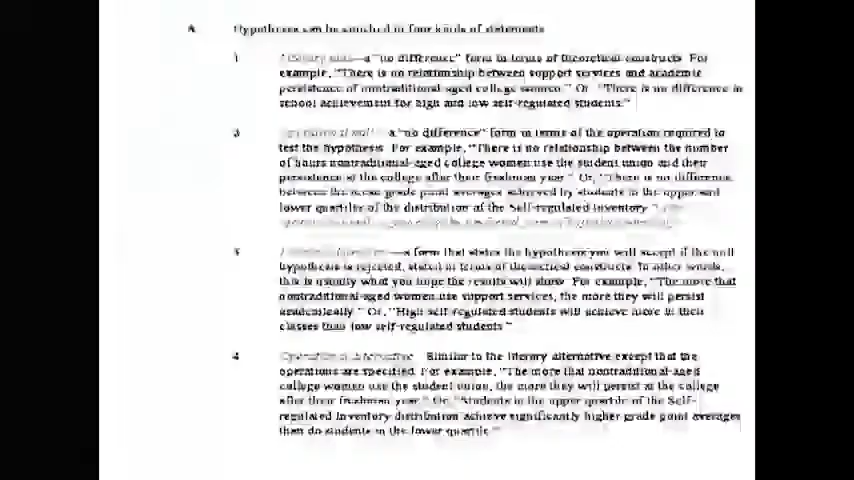 A. Hypotheses can be couched in four kinds of statements
1. Literary null—a "no difference" form in terms of theoretical constructs. For
example, "There is no relationship between support services and academic
persistence of nontraditional-aged college women." Or, "There is no difference in
school achievement for high and low self-regulated students."
2. Operational null—a "no difference" form in terms of the operation required to
test the hypothesis. For example, "There is no relationship between the number
of hours nontraditional-aged college women use the student union and their
persistence at the college after their freshman year." Or, "There is no difference
between the mean grade point averages achieved by students in the upper and
lower quartiles of the distribution of the Self-regulated Inventory."
3. Literary alternative—a form that states the hypothesis you will accept if the null
hypothesis is rejected, stated in terms of theoretical constructs. In other words,
this is usually what you hope the results will show. For example, "The more that
nontraditional-aged women use support services, the more they will persist
academically." Or, "High self-regulated students will achieve more in their
classes than low self-regulated students."
4. Operational alternative—Similar to the literary alternative except that the
operations are specified. For example, "The more that nontraditional-aged
college women use the student union, the more they will persist at the college
after their freshman year." Or, "Students in the upper quartile of the Self-
regulated Inventory distribution achieve significantly higher grade point averages
than do students in the lower quartile."